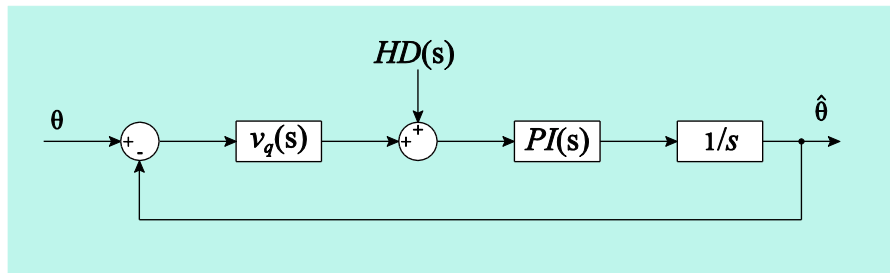 HD(s)
θ
θ̂
+
-
v_q(s)
+
+
PI(s)
1/s